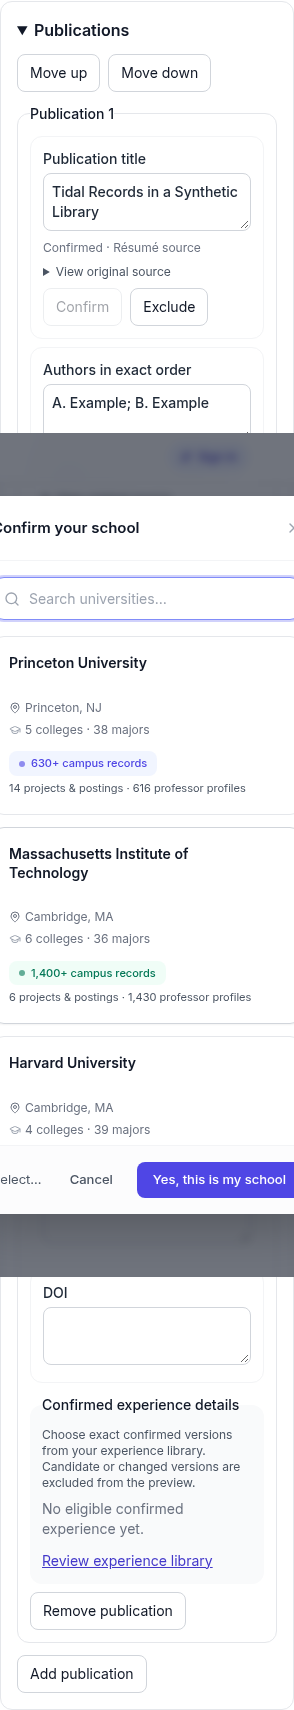 Publications
Move up Move down
Publication 1
Publication title
Tidal Records in a Synthetic
Library
Confirmed · Résumé source
View original source
Confirm Exclude
Authors in exact order
A. Example; B. Example
Confirm your school
Search universities...
Princeton University
Princeton, NJ
5 colleges · 38 majors
630+ campus records
14 projects & postings · 616 professor profiles
Massachusetts Institute of
Technology
Cambridge, MA
6 colleges · 36 majors
1,400+ campus records
6 projects & postings · 1,430 professor profiles
Harvard University
Cambridge, MA
4 colleges · 39 majors
elect... Cancel Yes, this is my school
DOI
Confirmed experience details
Choose exact confirmed versions
from your experience library.
Candidate or changed versions are
excluded from the preview.
No eligible confirmed
experience yet.
Review experience library
Remove publication
Add publication